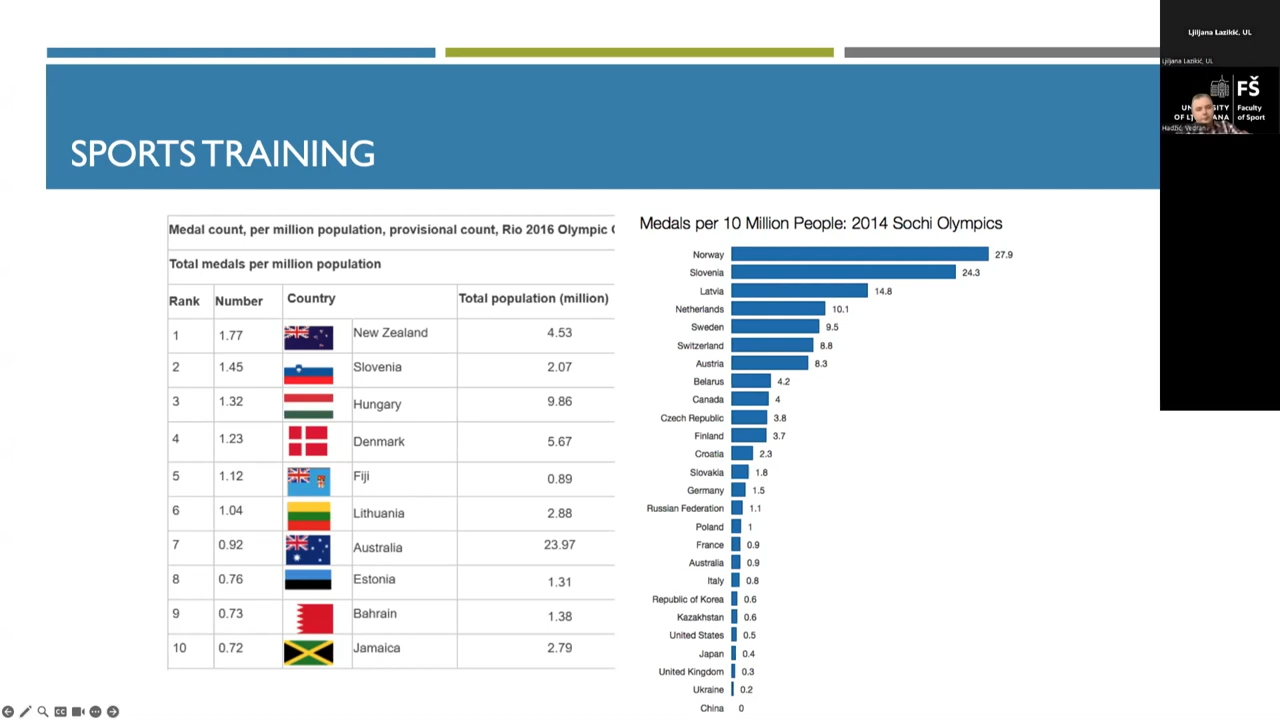 SPORTS TRAINING
Medal count, per million population, provisional count, Rio 2016 Olympic
Total medals per million population
Rank Number Country Total population (million)
1 1.77 New Zealand 4.53
2 1.45 Slovenia 2.07
3 1.32 Hungary 9.86
4 1.23 Denmark 5.67
5 1.12 Fiji 0.89
6 1.04 Lithuania 2.88
7 0.92 Australia 23.97
8 0.76 Estonia 1.31
9 0.73 Bahrain 1.38
10 0.72 Jamaica 2.79
Medals per 10 Million People: 2014 Sochi Olympics
Norway 27.9
Slovenia 24.3
Latvia 14.8
Netherlands 10.1
Sweden 9.5
Switzerland 8.8
Austria 8.3
Belarus 4.2
Canada 4
Czech Republic 3.8
Finland 3.7
Croatia 2.3
Slovakia 1.8
Germany 1.5
Russian Federation 1.1
Poland 1
France 0.9
Australia 0.9
Italy 0.8
Republic of Korea 0.6
Kazakhstan 0.6
United States 0.5
Japan 0.4
United Kingdom 0.3
Ukraine 0.2
China 0
Ljiljana Lazikić, UL
Ljiljana Lazikić, UL
FŠ
Faculty
of Sport
Hadžić, Vedran
CC